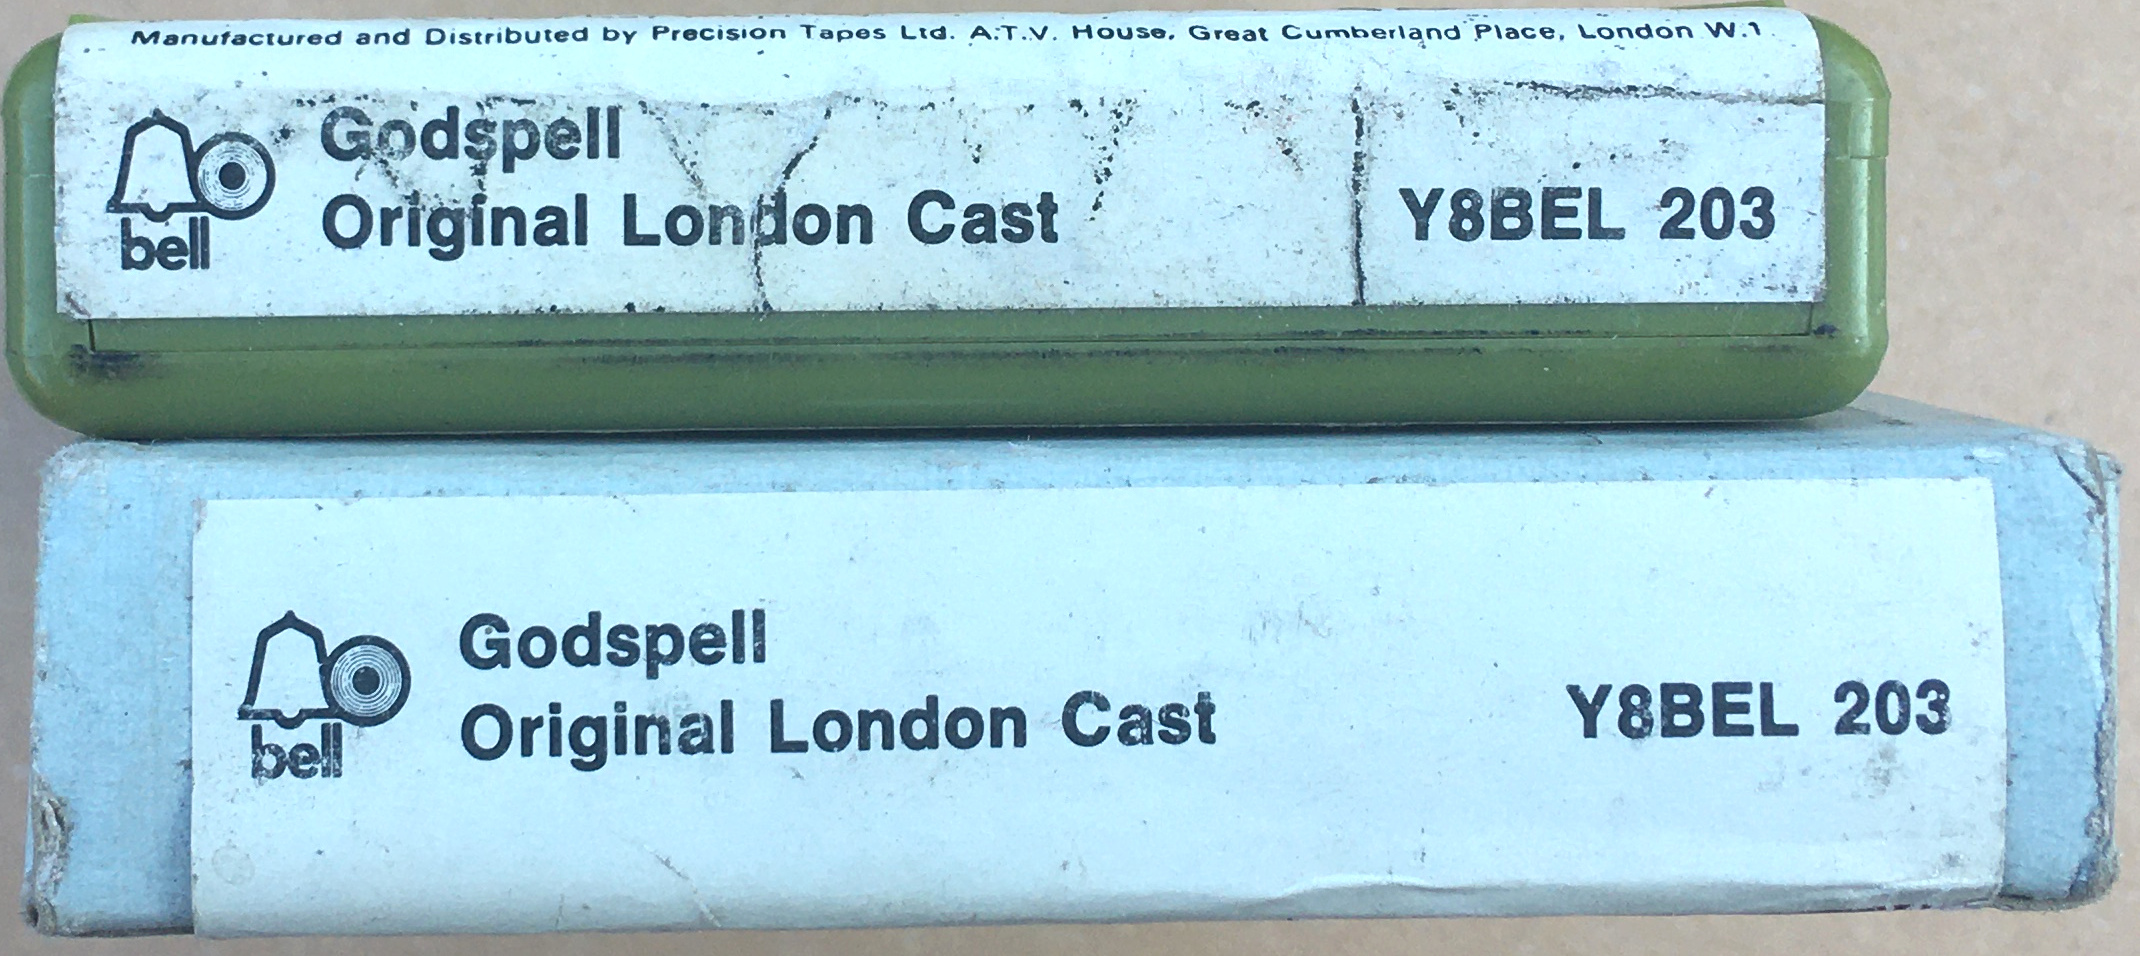 Manufactured and Distributed by Precision Tapes Ltd. A.T.V. House, Great Cumberland Place, London W.1
Godspell
Original London Cast
Y8BEL 203
bell
Godspell
Original London Cast
Y8BEL 203
bell